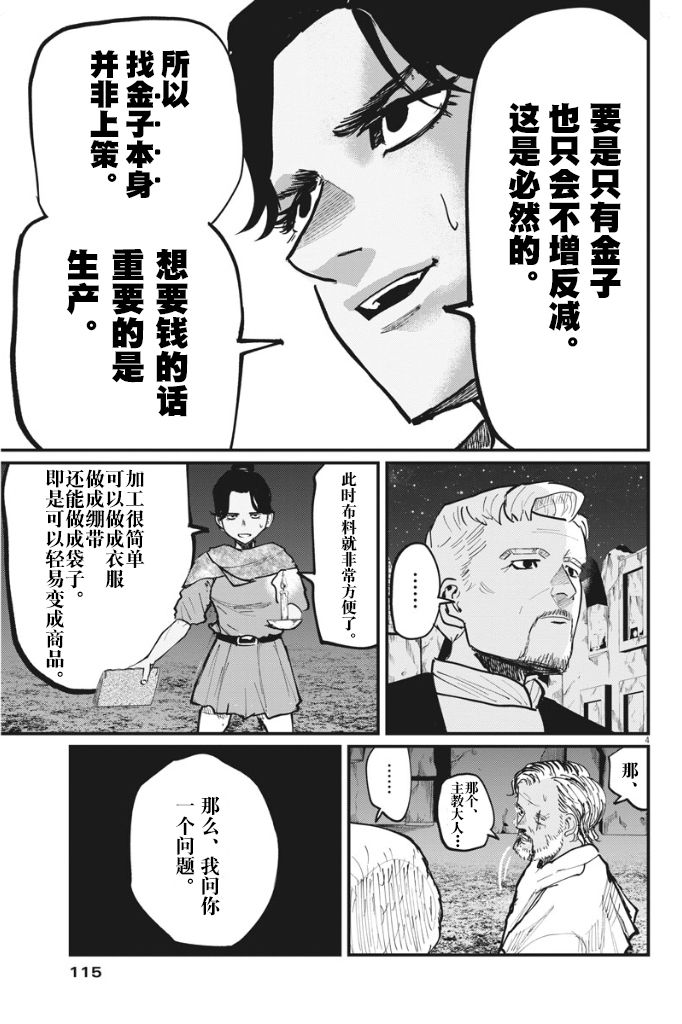 要是只有金子
也只会不增反减。
这是必然的。
所以
找金子本身
并非上策。
想要钱的话
重要的是
生产。
……
此时布料就非常方便了。
加工很简单
可以做成衣服
做成绷带
还能做成袋子。
即是可以轻易变成商品。
4
那、
那个、
主教大人…
……
那么、我问你
一个问题。
115